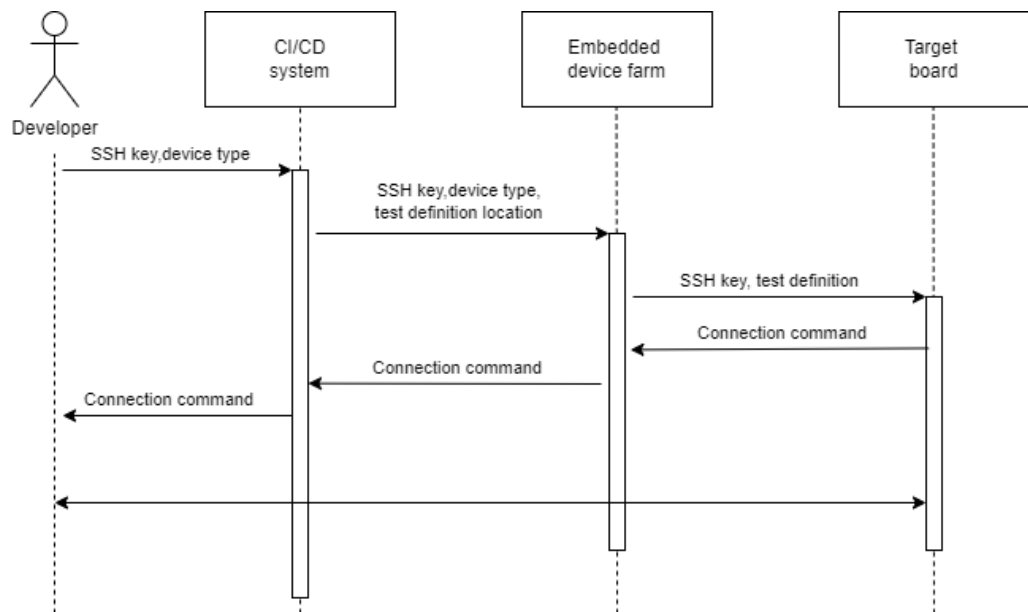 CI/CD
system
Embedded
device farm
Target
board
Developer
SSH key,device type
SSH key,device type,
test definition location
SSH key, test definition
Connection command
Connection command
Connection command